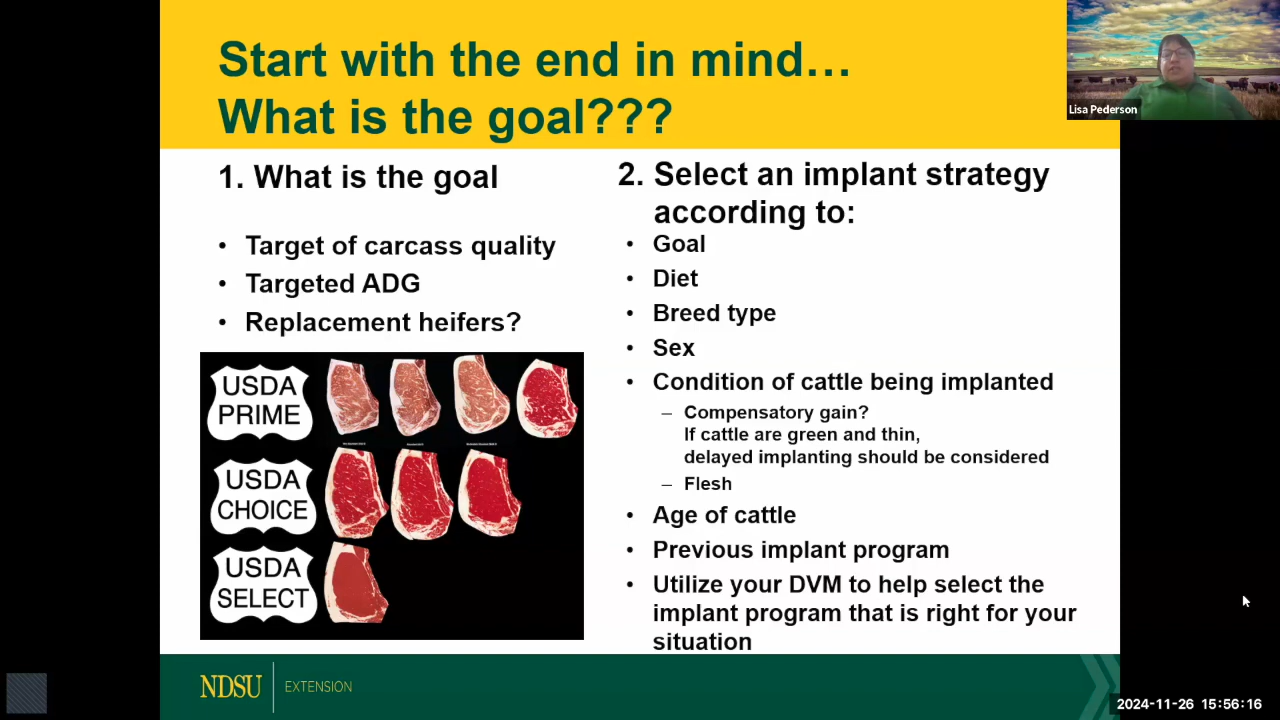 Start with the end in mind…
What is the goal???
Lisa Pederson
1. What is the goal
• Target of carcass quality
• Targeted ADG
• Replacement heifers?
USDA
PRIME
USDA
CHOICE
USDA
SELECT
2. Select an implant strategy
according to:
• Goal
• Diet
• Breed type
• Sex
• Condition of cattle being implanted
– Compensatory gain?
If cattle are green and thin,
delayed implanting should be considered
– Flesh
• Age of cattle
• Previous implant program
• Utilize your DVM to help select the
implant program that is right for your
situation
NDSU EXTENSION
2024-11-26 15:56:16